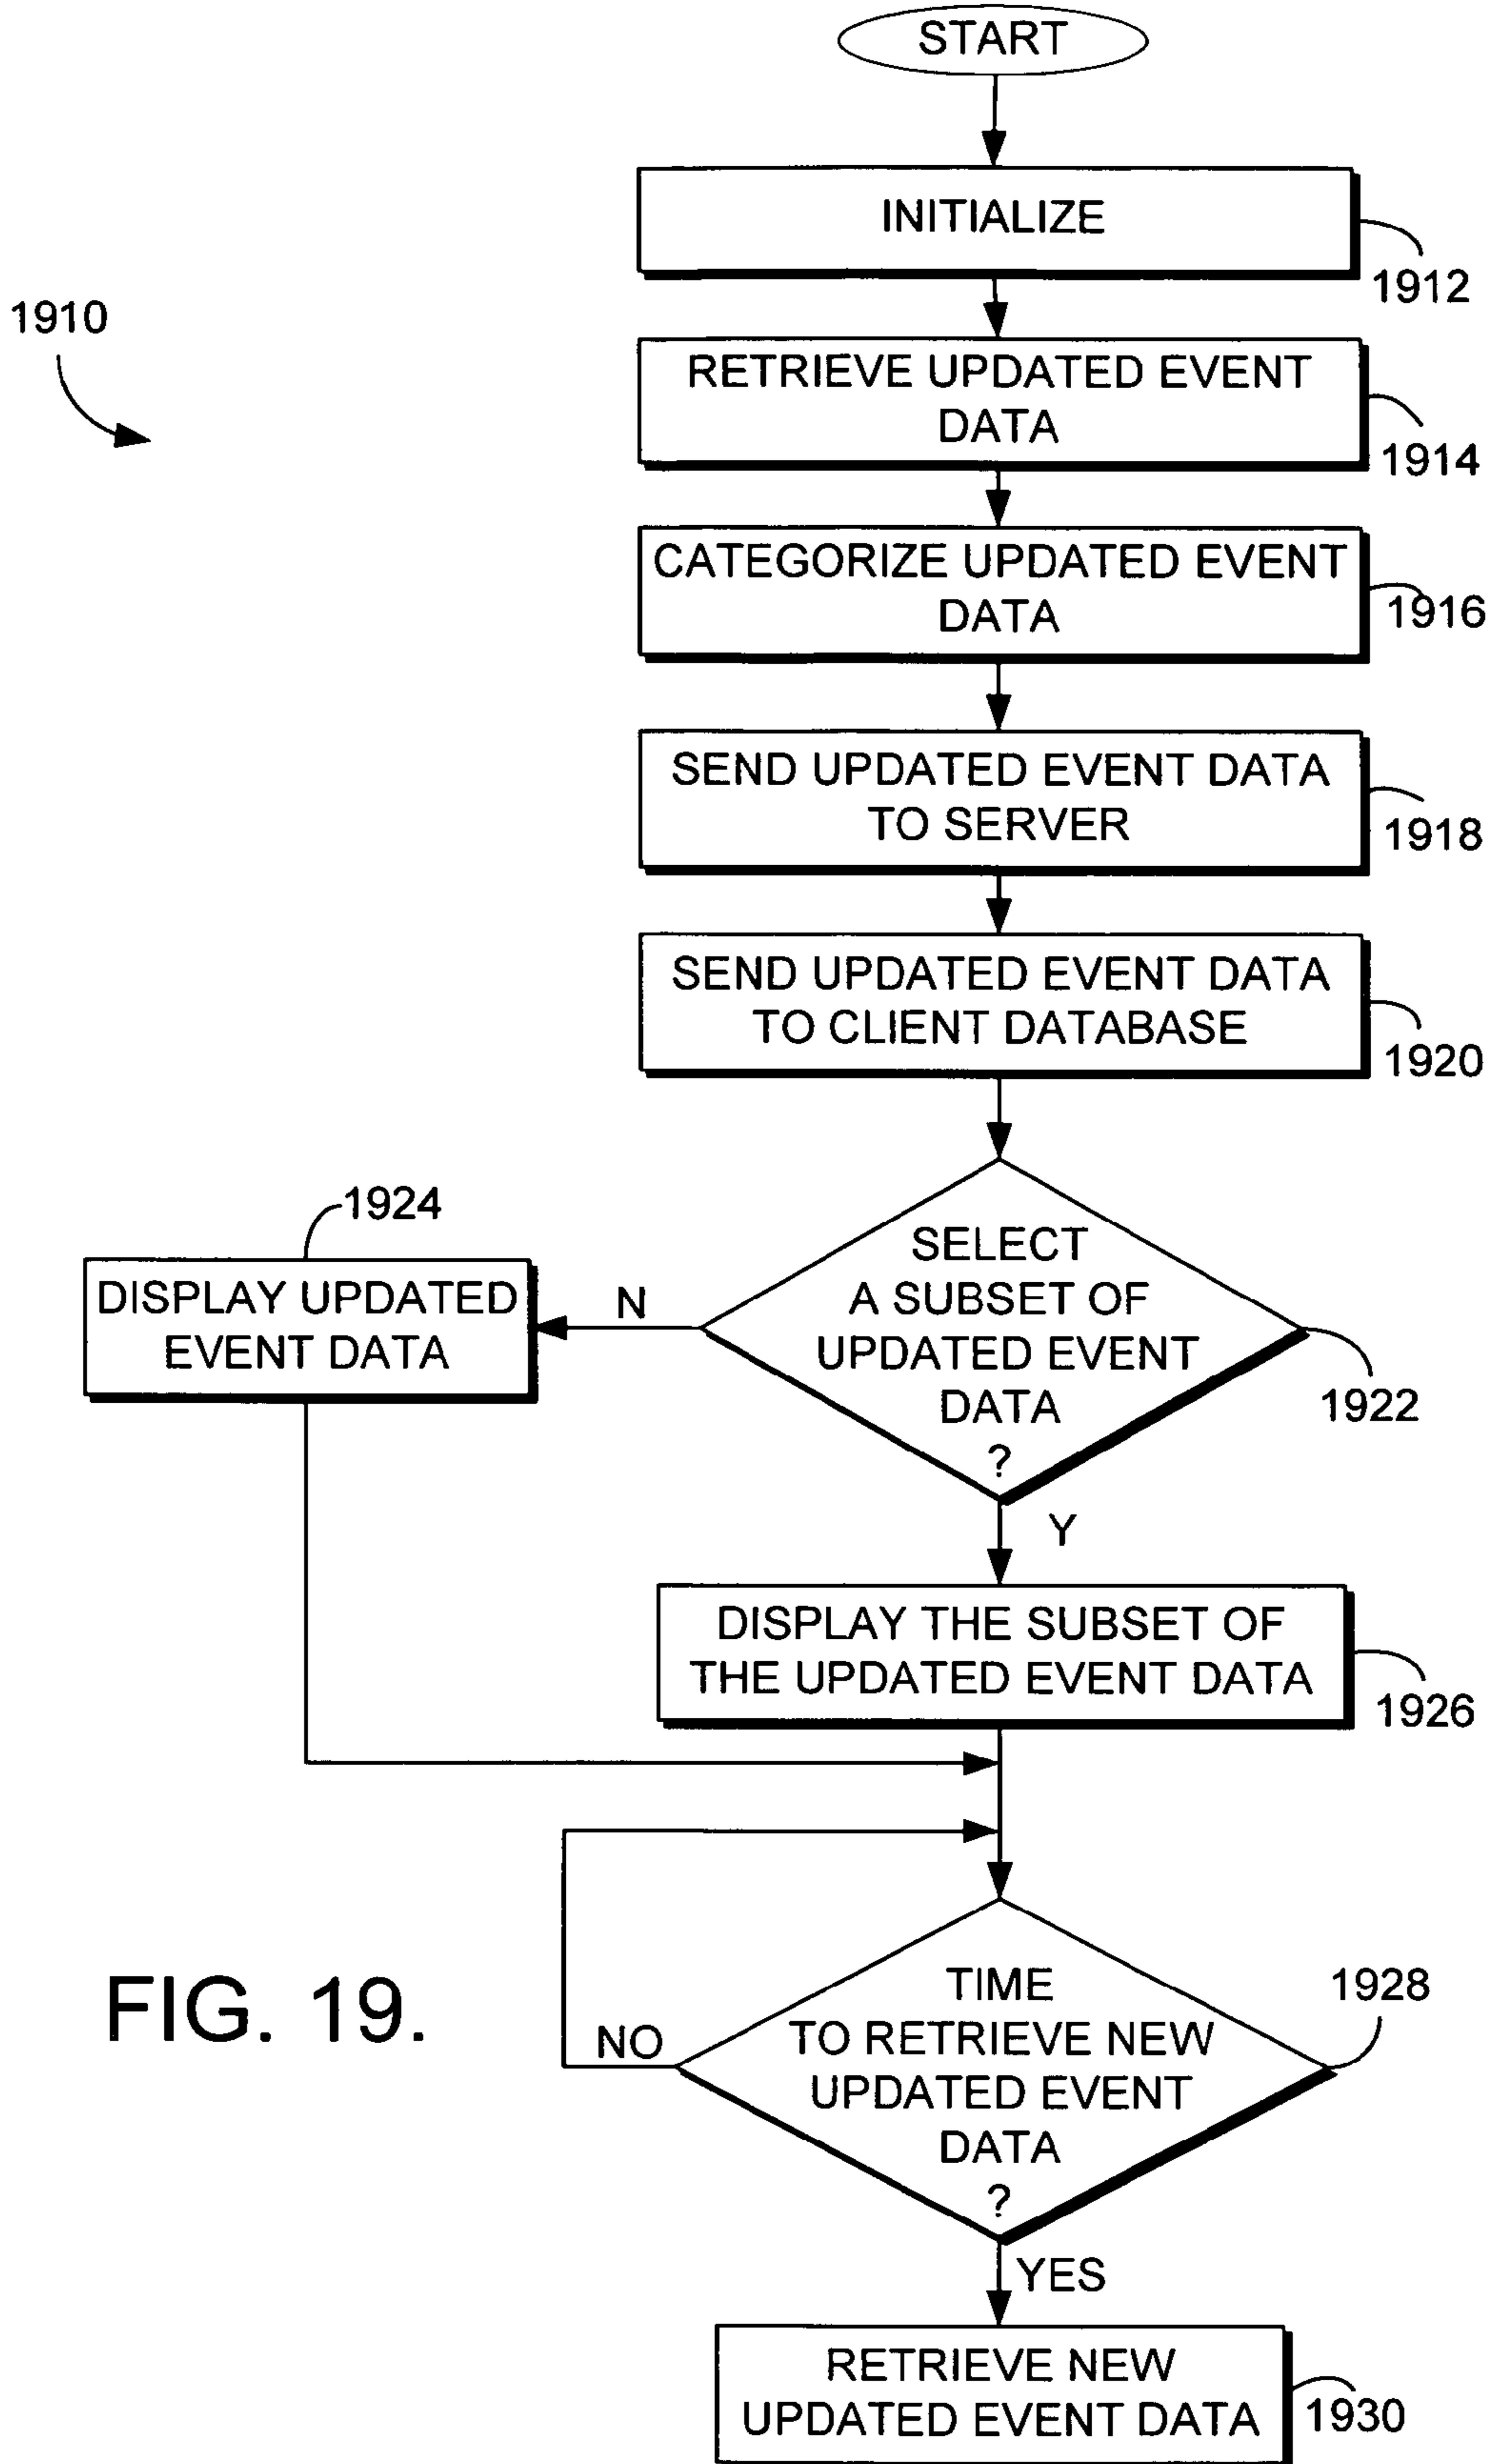 START
INITIALIZE
1912
1910
RETRIEVE UPDATED EVENT
DATA
1914
CATEGORIZE UPDATED EVENT
DATA
1916
SEND UPDATED EVENT DATA
TO SERVER
1918
SEND UPDATED EVENT DATA
TO CLIENT DATABASE
1920
1924
DISPLAY UPDATED
EVENT DATA
N
SELECT
A SUBSET OF
UPDATED EVENT
DATA
?
1922
Y
DISPLAY THE SUBSET OF
THE UPDATED EVENT DATA
1926
FIG. 19.
NO
TIME
TO RETRIEVE NEW
UPDATED EVENT
DATA
?
1928
YES
RETRIEVE NEW
UPDATED EVENT DATA
1930